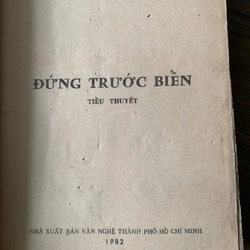 ĐỨNG TRƯỚC BIỂN
TIỂU THUYẾT
NHÀ XUẤT BẢN VĂN NGHỆ THÀNH PHỐ HỒ CHÍ MINH
1982